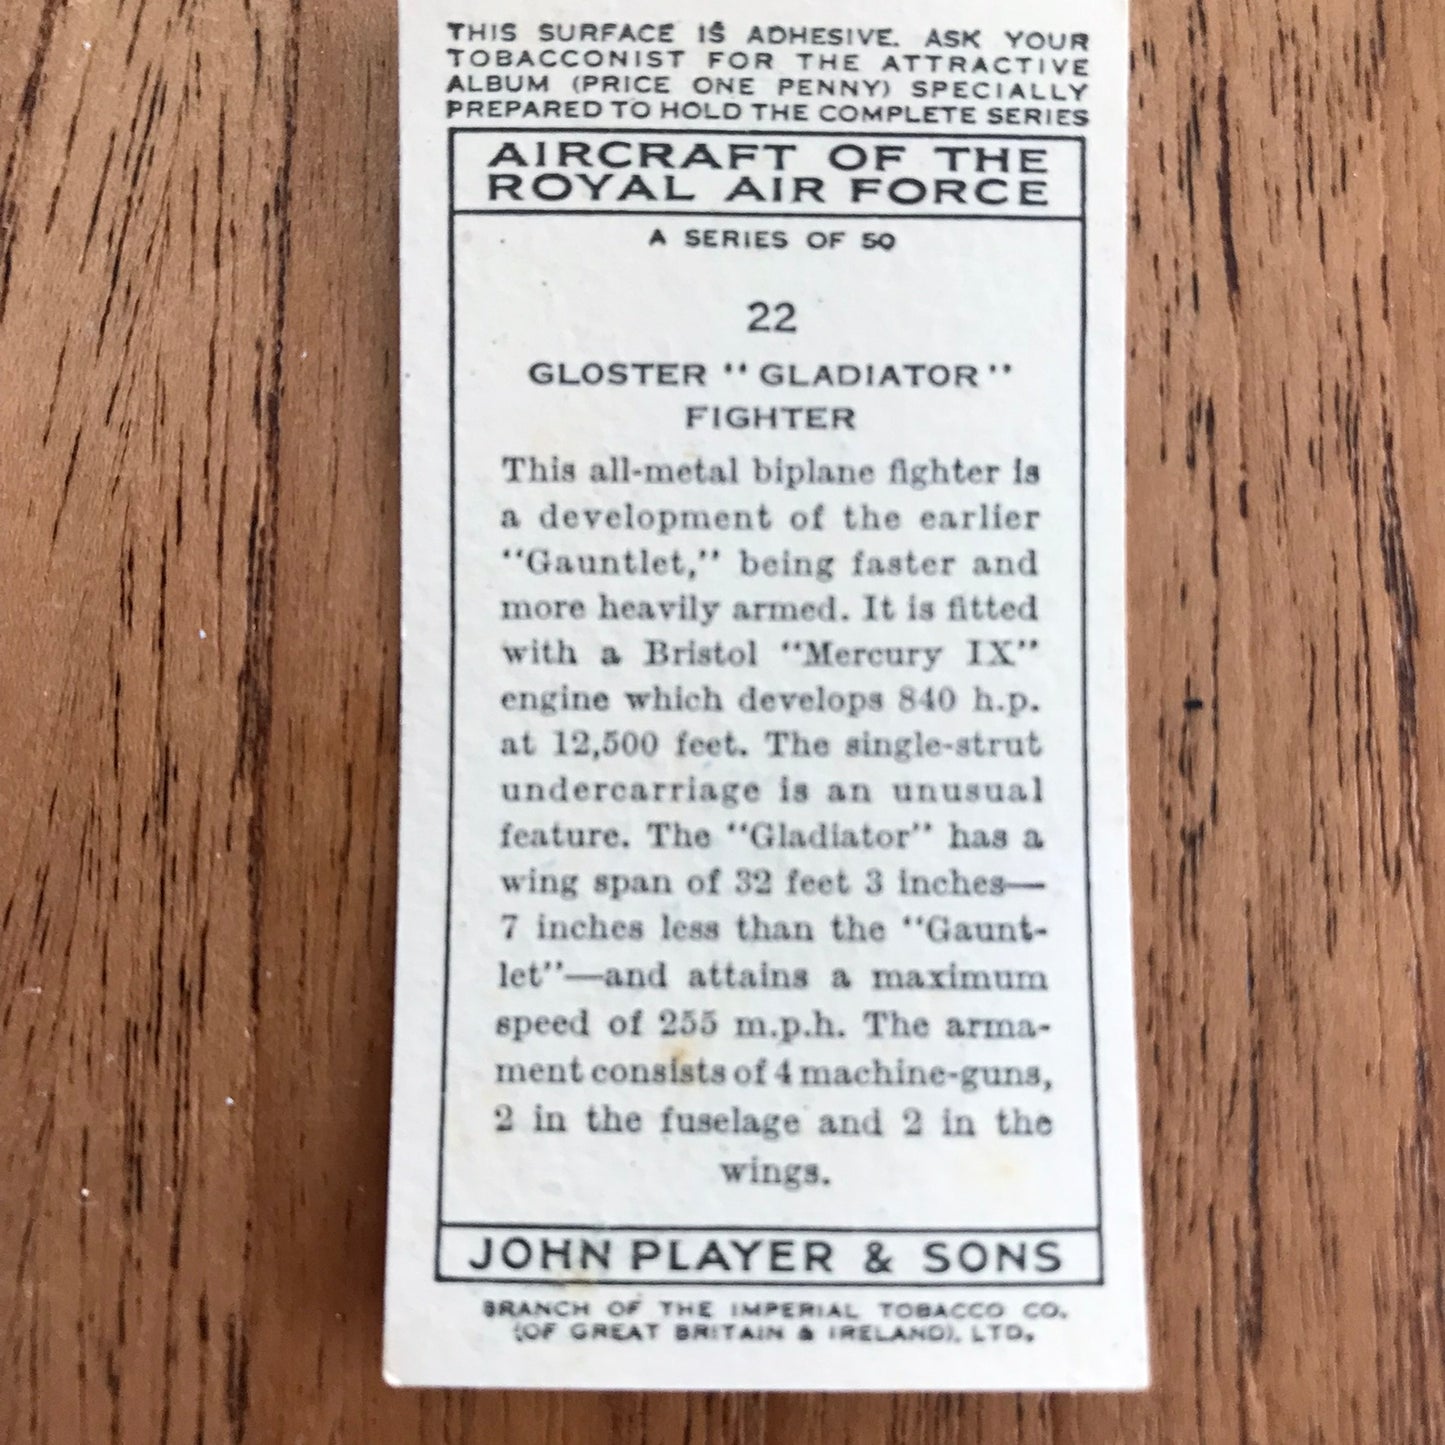 THIS SURFACE IS ADHESIVE. ASK YOUR
TOBACCONIST FOR THE ATTRACTIVE
ALBUM (PRICE ONE PENNY) SPECIALLY
PREPARED TO HOLD THE COMPLETE SERIES
AIRCRAFT OF THE
ROYAL AIR FORCE
A SERIES OF 50
22
GLOSTER "GLADIATOR"
FIGHTER
This all-metal biplane fighter is
a development of the earlier
"Gauntlet," being faster and
more heavily armed. It is fitted
with a Bristol "Mercury IX"
engine which develops 840 h.p.
at 12,500 feet. The single-strut
undercarriage is an unusual
feature. The "Gladiator" has a
wing span of 32 feet 3 inches—
7 inches less than the "Gaunt-
let"—and attains a maximum
speed of 255 m.p.h. The arma-
ment consists of 4 machine-guns,
2 in the fuselage and 2 in the
wings.
JOHN PLAYER & SONS
BRANCH OF THE IMPERIAL TOBACCO CO.
(OF GREAT BRITAIN & IRELAND), LTD.